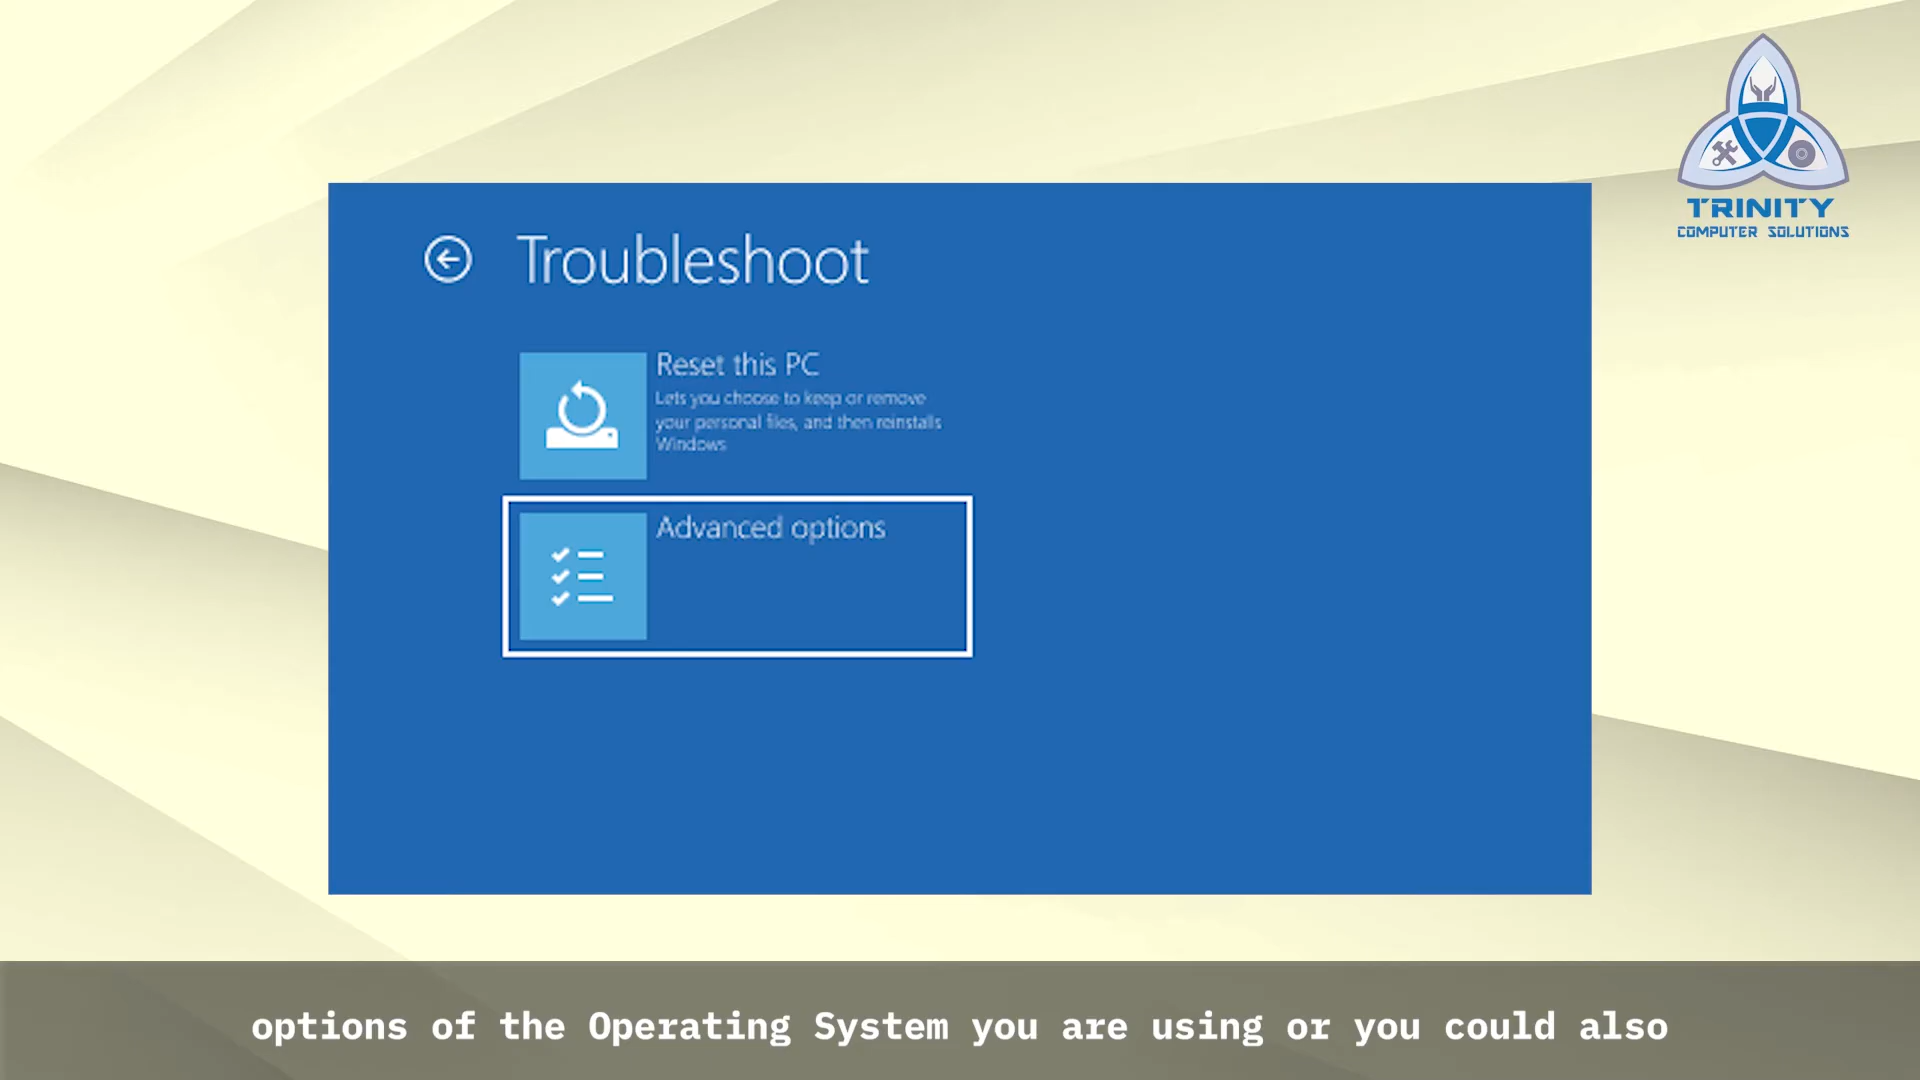 TRINITY
COMPUTER SOLUTIONS
Troubleshoot
Reset this PC
Lets you choose to keep or remove
your personal files, and then reinstalls
Windows
Advanced options
options of the Operating System you are using or you could also